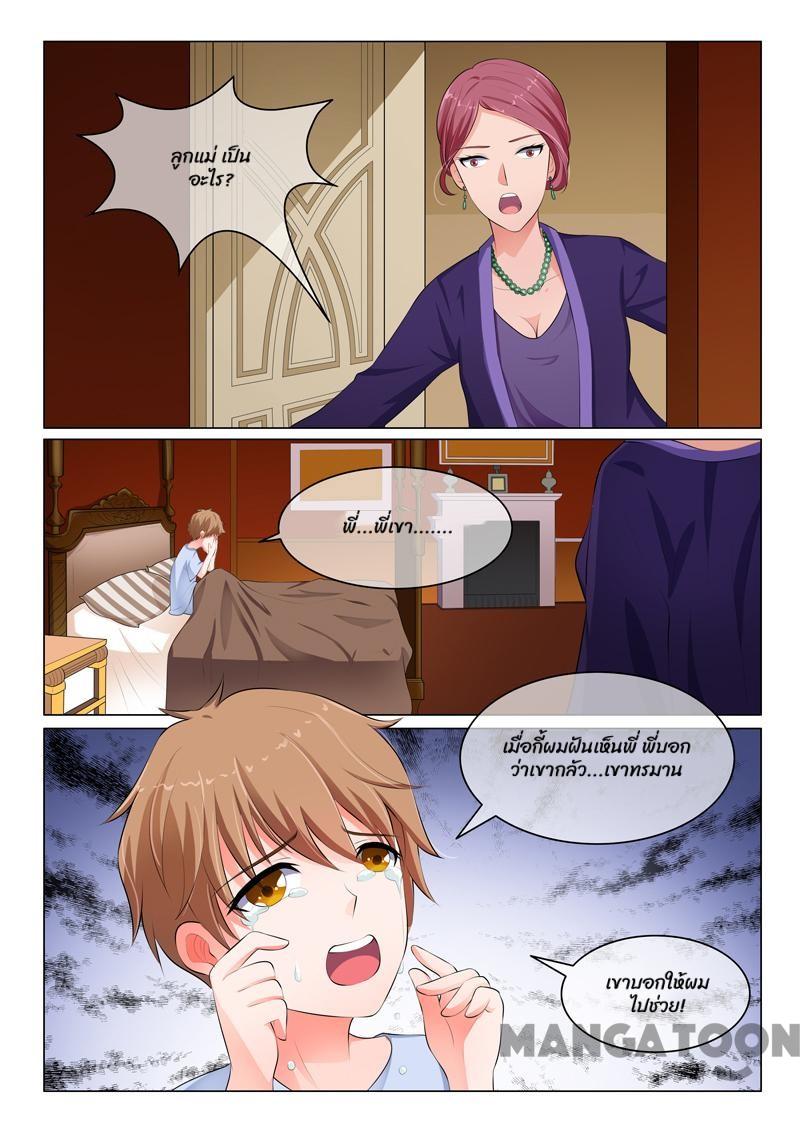 ลูกแม่ เป็น
อะไร?
พี่...พี่เขา.......
เมื่อกี้ผมฝันเห็นพี่ พี่บอก
ว่าเขากลัว...เขาทรมาน
เขาบอกให้ผม
ไปช่วย!
MANGATOON